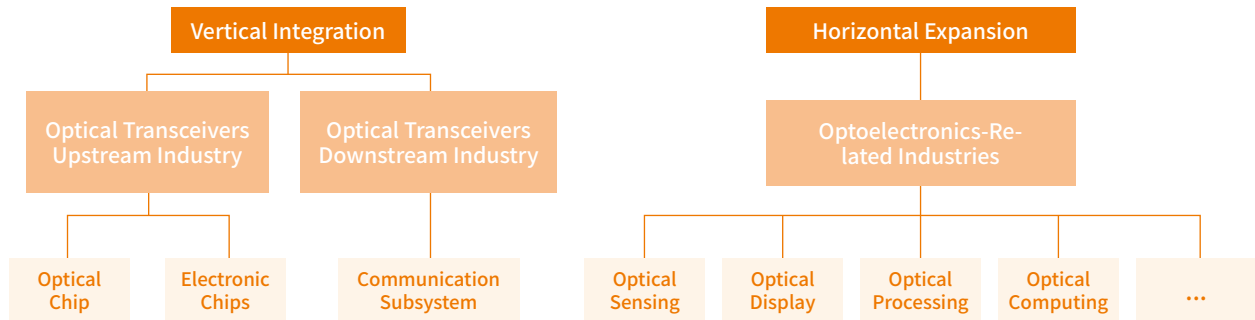 Vertical Integration
Horizontal Expansion
Optical Transceivers
Upstream Industry
Optical Transceivers
Downstream Industry
Optoelectronics-Re-
lated Industries
Optical
Chip
Electronic
Chips
Communication
Subsystem
Optical
Sensing
Optical
Display
Optical
Processing
Optical
Computing
...